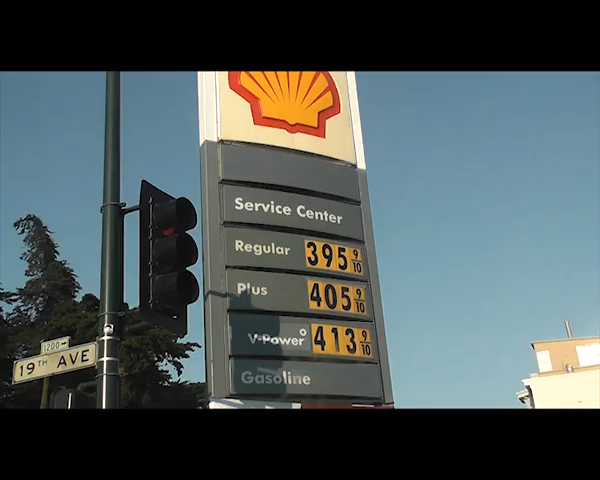 Service Center
Regular 395 9/10
Plus 405 9/10
V-Power 413 9/10
Gasoline
1200→
19TH AVE